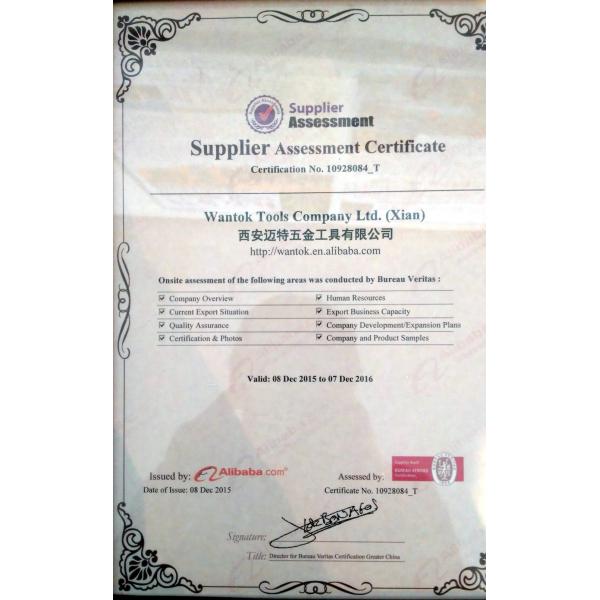 Supplier
Assessment
Supplier Assessment Certificate
Certification No. 10928084_T
Wantok Tools Company Ltd. (Xian)
西安迈特五金工具有限公司
http://wantok.en.alibaba.com
Onsite assessment of the following areas was conducted by Bureau Veritas :
Company Overview
Human Resources
Current Export Situation
Export Business Capacity
Quality Assurance
Company Development/Expansion Plans
Certification & Photos
Company and Product Samples
Valid: 08 Dec 2015 to 07 Dec 2016
Issued by: Alibaba.com®
Assessed by:
Supplier Audit
BUREAU VERITAS
Certification
Date of Issue: 08 Dec 2015
Certificate No. 10928084_T
Signature:
Title: Director for Bureau Veritas Certification Greater China